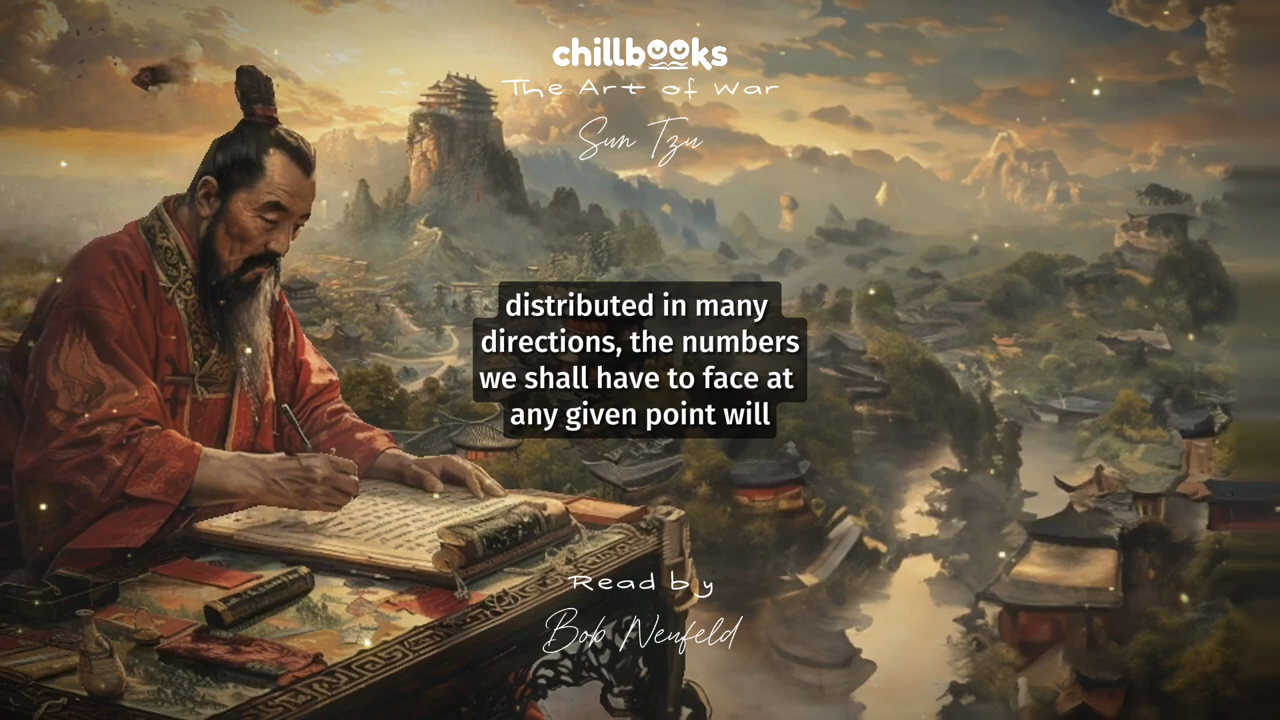 chillbooks
The Art of War
Sun Tzu
distributed in many
directions, the numbers
we shall have to face at
any given point will
Read by
Bob Neufeld